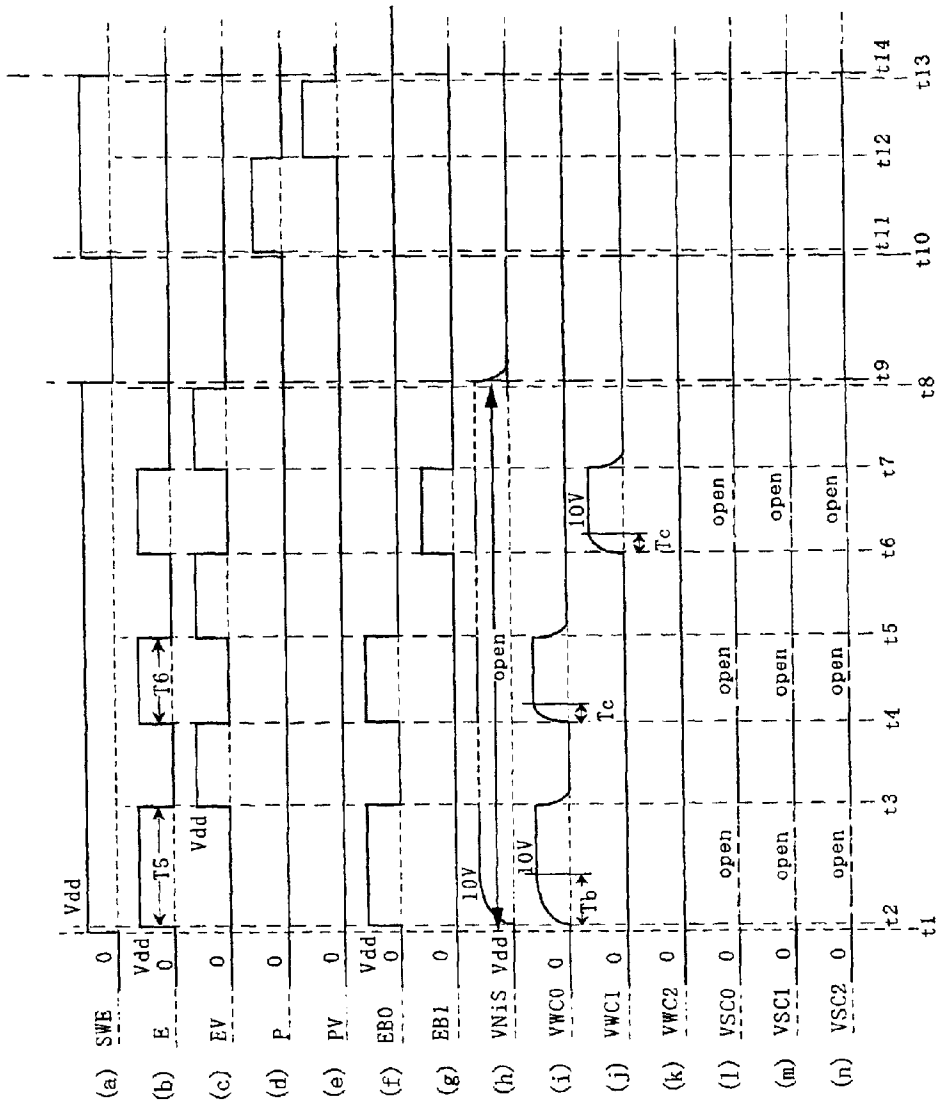 (a) SWE 0 Vdd
(b) E Vdd 0 T5 T6
(c) EV 0 Vdd
(d) P 0
(e) PV 0
(f) EB0 Vdd 0
(g) EB1 0
(h) VNiS Vdd 10V open
(i) VWC0 0 10V Tb Tc
(j) VWC1 0 10V Tc
(k) VWC2 0
(l) VSC0 0 open open open
(m) VSC1 0 open open open
(n) VSC2 0 open open open
t1 t2 t3 t4 t5 t6 t7 t8 t9 t10 t11 t12 t13 t14